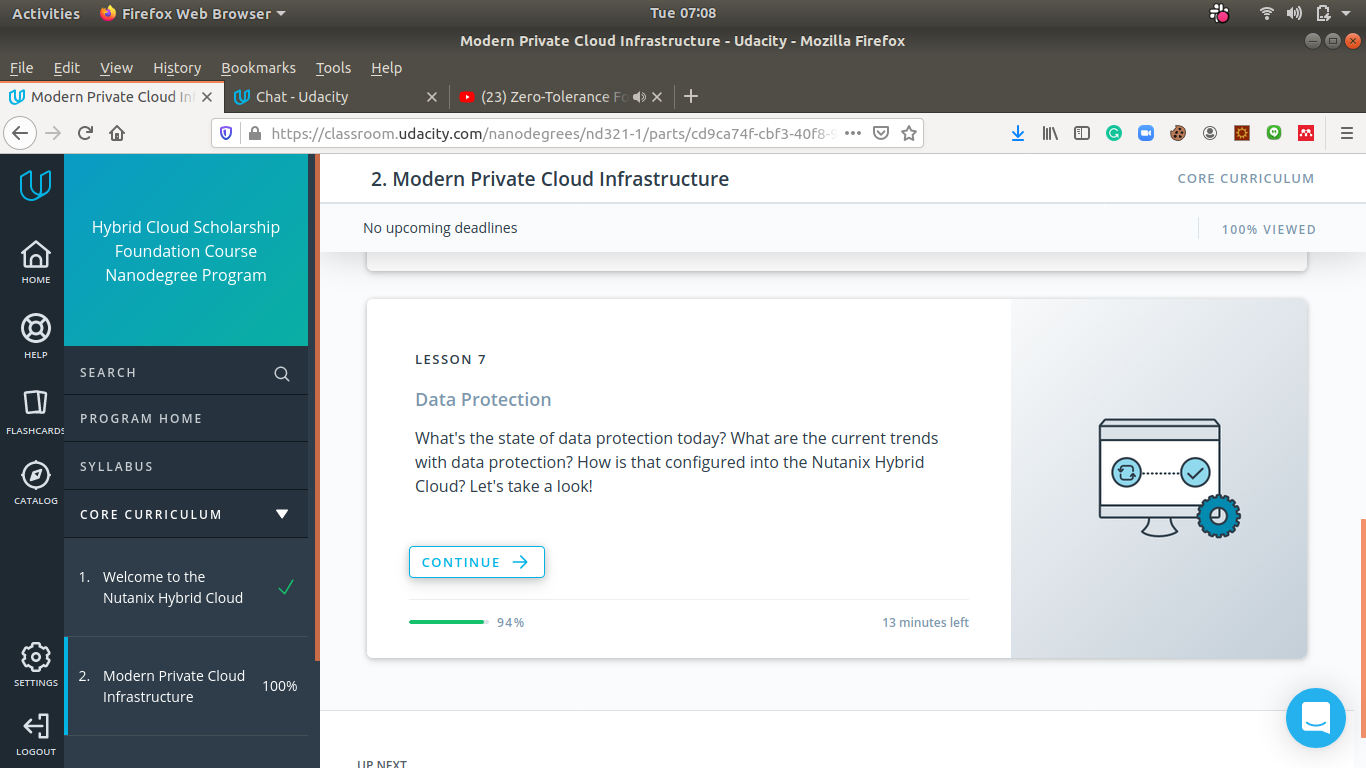 Activities Firefox Web Browser Tue 07:08
Modern Private Cloud Infrastructure - Udacity - Mozilla Firefox
File Edit View History Bookmarks Tools Help
Modern Private Cloud In Chat - Udacity (23) Zero-Tolerance Fo
https://classroom.udacity.com/nanodegrees/nd321-1/parts/cd9ca74f-cbf3-40f8-9
Hybrid Cloud Scholarship
Foundation Course
Nanodegree Program
HOME
HELP
FLASHCARDS
CATALOG
SETTINGS
LOGOUT
SEARCH
PROGRAM HOME
SYLLABUS
CORE CURRICULUM
1. Welcome to the
Nutanix Hybrid Cloud
2. Modern Private Cloud
Infrastructure
100%
2. Modern Private Cloud Infrastructure
CORE CURRICULUM
No upcoming deadlines
100% VIEWED
LESSON 7
Data Protection
What's the state of data protection today? What are the current trends
with data protection? How is that configured into the Nutanix Hybrid
Cloud? Let's take a look!
CONTINUE
94%
13 minutes left
UP NEXT